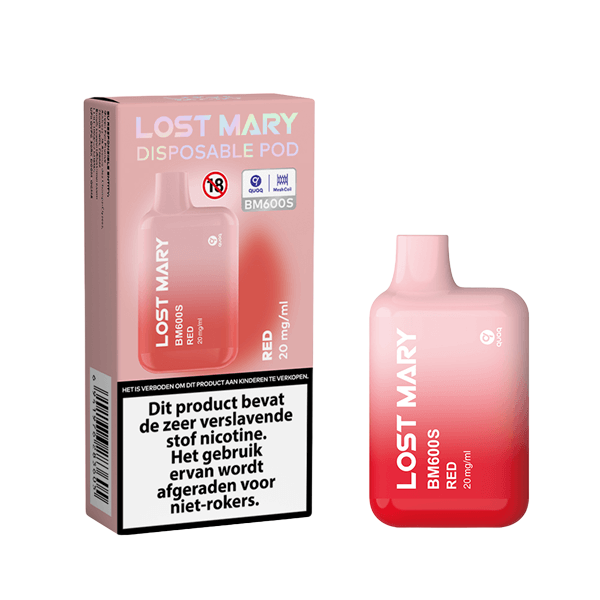 LOST MARY
DISPOSABLE POD
18
QUAQ
MeshCoil
BM600S
LOST MARY
BM600S
RED
20 mg/ml
QUAQ
RED
20 mg/ml
HET IS VERBODEN OM DIT PRODUCT AAN KINDEREN TE VERKOPEN.
Dit product bevat
de zeer verslavende
stof nicotine.
Het gebruik
ervan wordt
afgeraden voor
niet-rokers.
LOST MARY
BM600S
RED
20 mg/ml
QUAQ